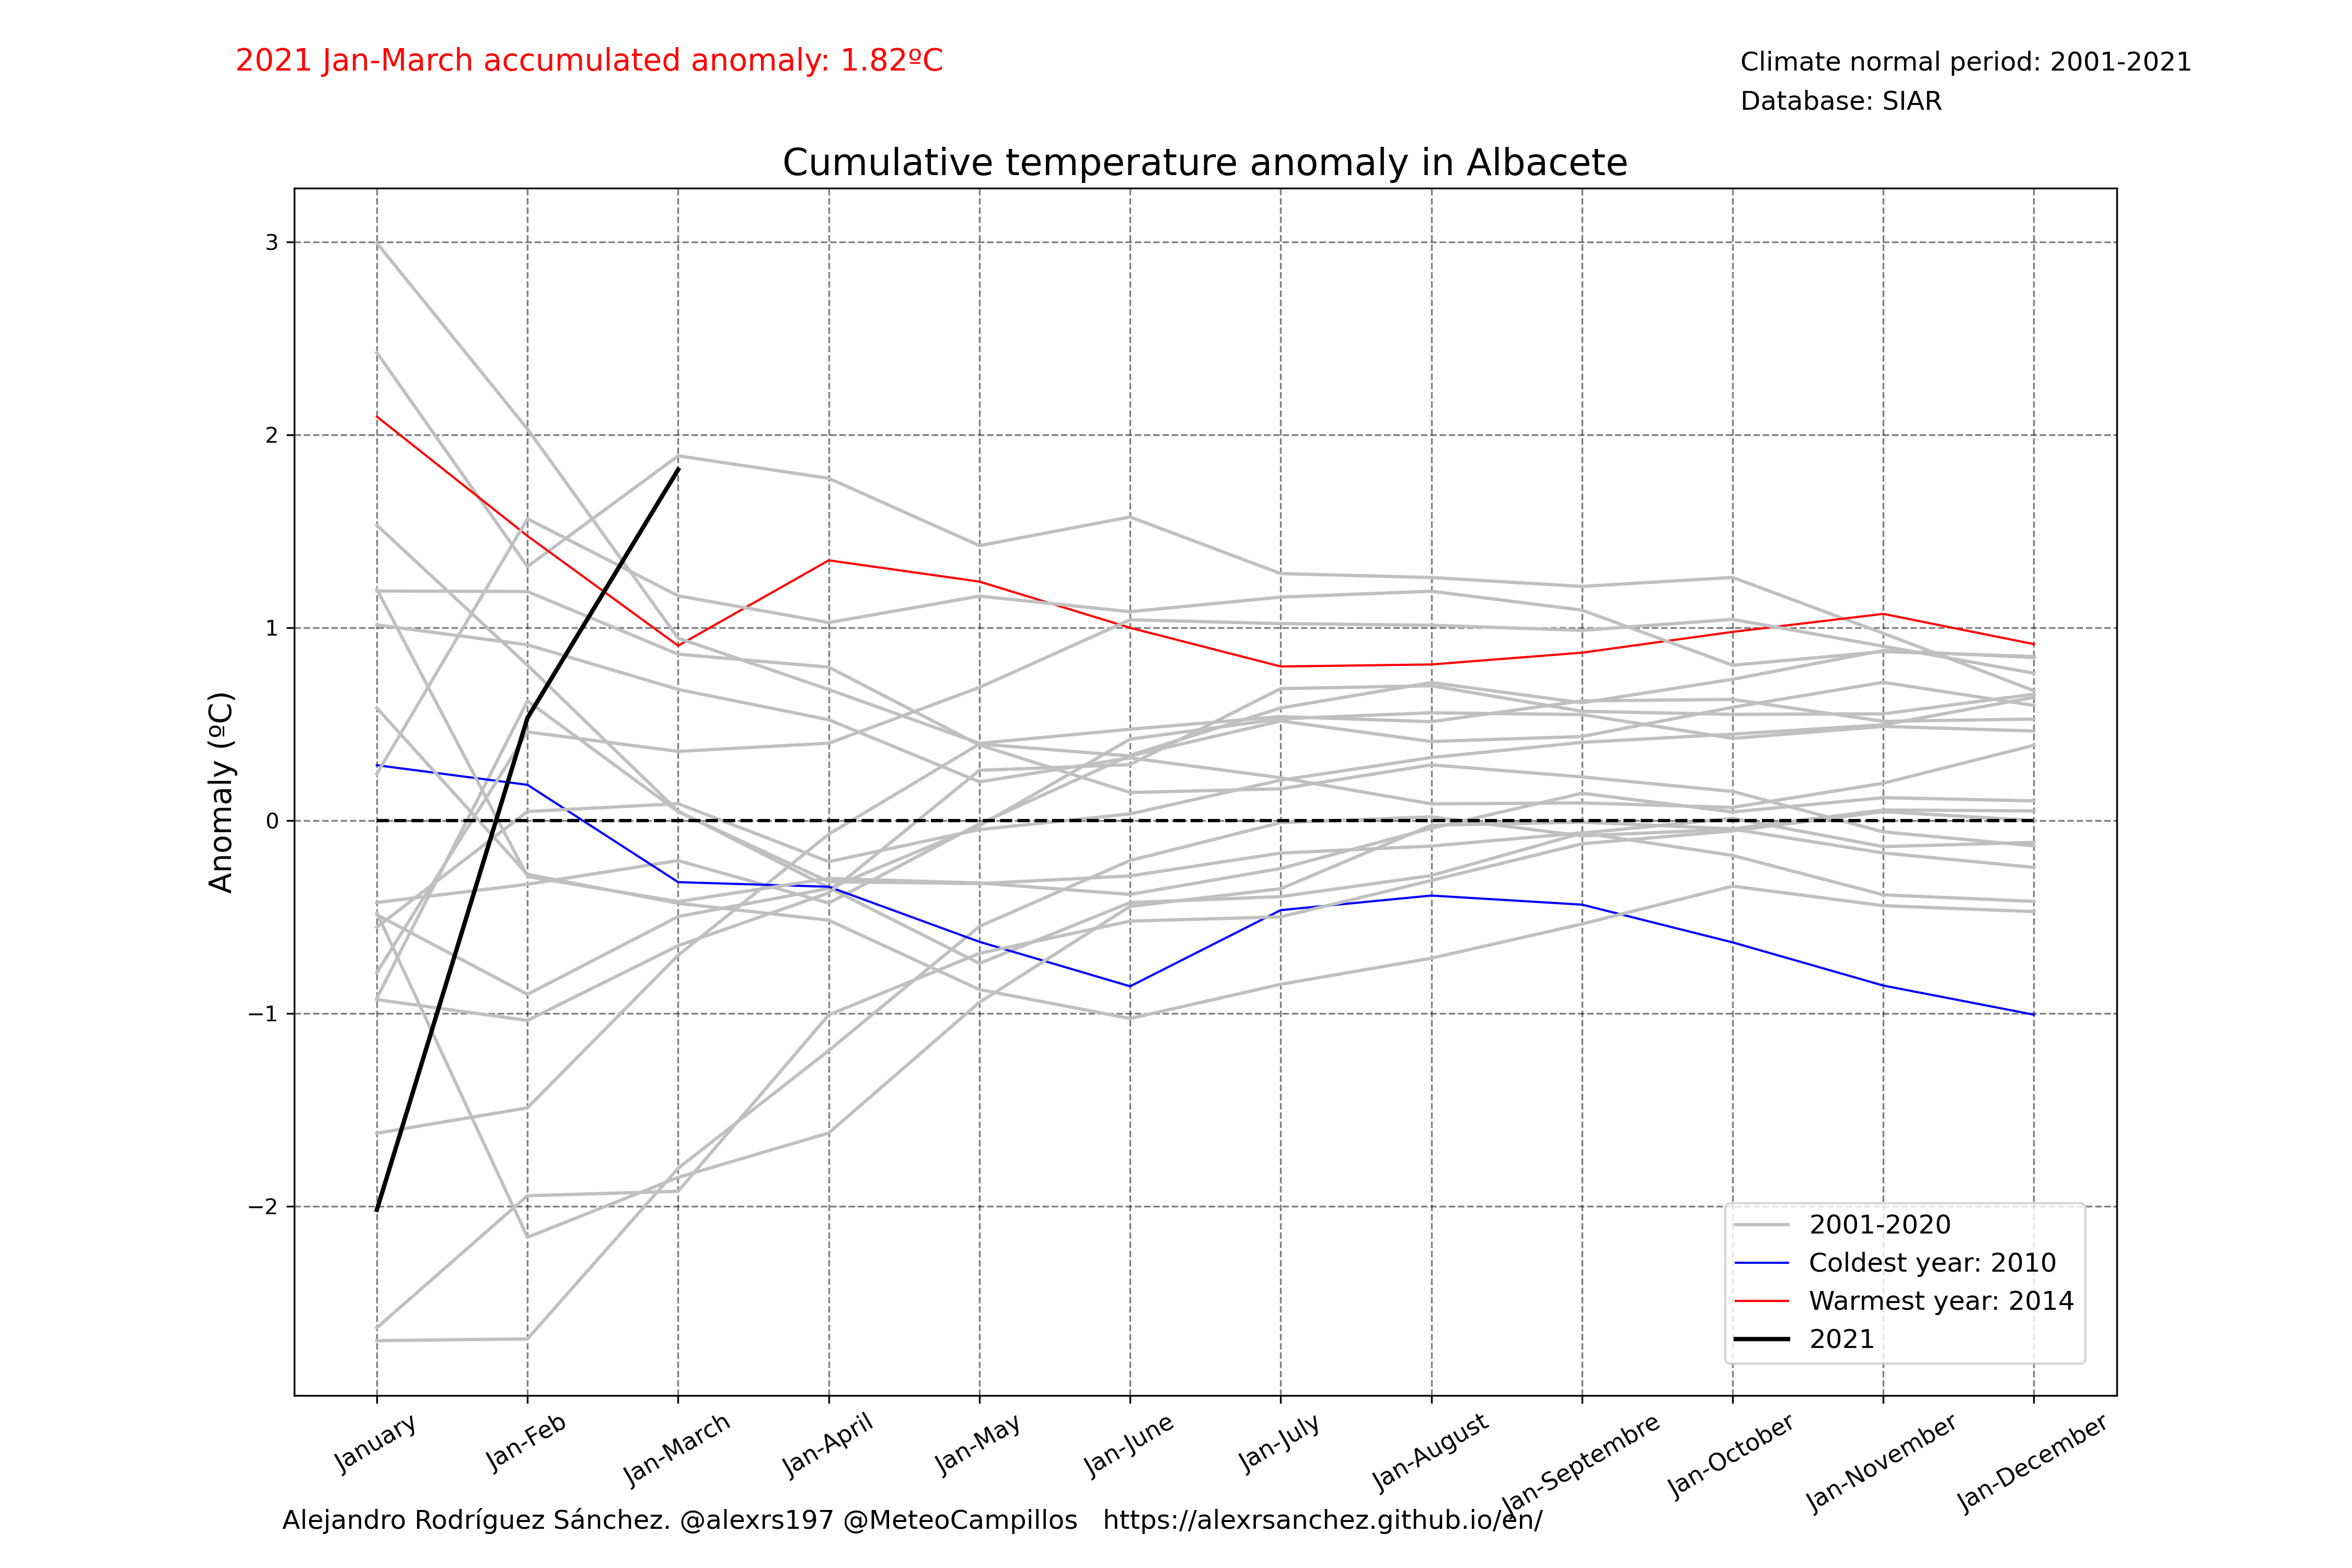 2021 Jan-March accumulated anomaly: 1.82ºC
Climate normal period: 2001-2021
Database: SIAR
Cumulative temperature anomaly in Albacete
Anomaly (ºC)
3
2
1
0
−1
−2
2001-2020
Coldest year: 2010
Warmest year: 2014
2021
January
Jan-Feb
Jan-March
Jan-April
Jan-May
Jan-June
Jan-July
Jan-August
Jan-Septembre
Jan-October
Jan-November
Jan-December
Alejandro Rodríguez Sánchez. @alexrs197 @MeteoCampillos https://alexrsanchez.github.io/en/